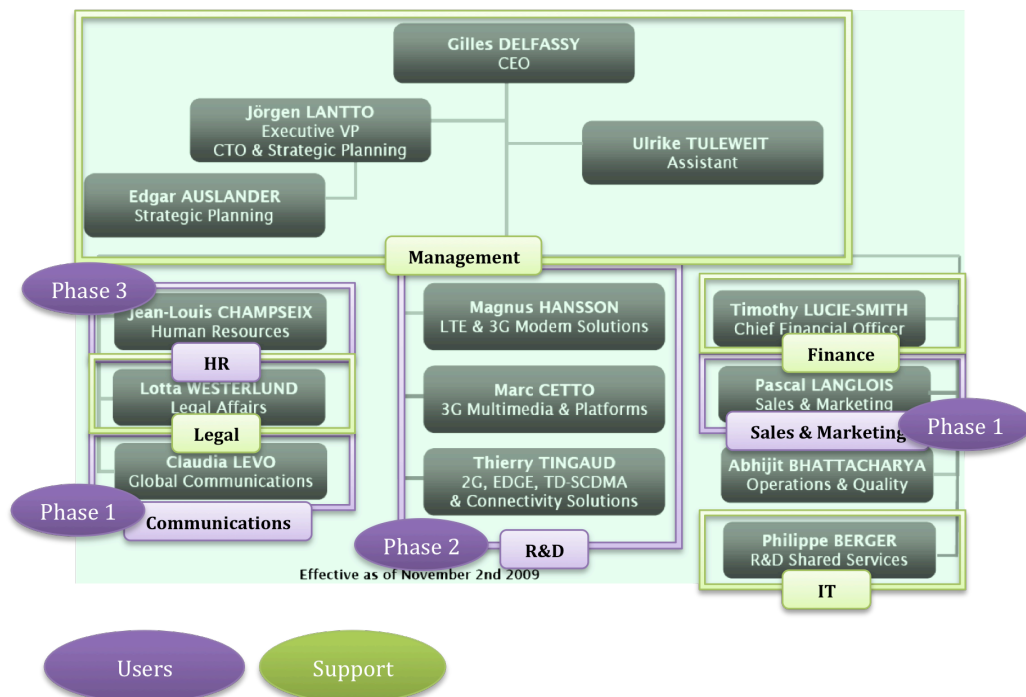 Gilles DELFASSY
CEO
Jörgen LANTTO
Executive VP
CTO & Strategic Planning
Ulrike TULEWEIT
Assistant
Edgar AUSLANDER
Strategic Planning
Management
Phase 3
Jean-Louis CHAMPSEIX
Human Resources
HR
Lotta WESTERLUND
Legal Affairs
Legal
Claudia LEVO
Global Communications
Phase 1
Communications
Magnus HANSSON
LTE & 3G Modem Solutions
Marc CETTO
3G Multimedia & Platforms
Thierry TINGAUD
2G, EDGE, TD-SCDMA
& Connectivity Solutions
Phase 2
R&D
Timothy LUCIE-SMITH
Chief Financial Officer
Finance
Pascal LANGLOIS
Sales & Marketing
Sales & Marketing
Phase 1
Abhijit BHATTACHARYA
Operations & Quality
Philippe BERGER
R&D Shared Services
IT
Effective as of November 2nd 2009
Users
Support